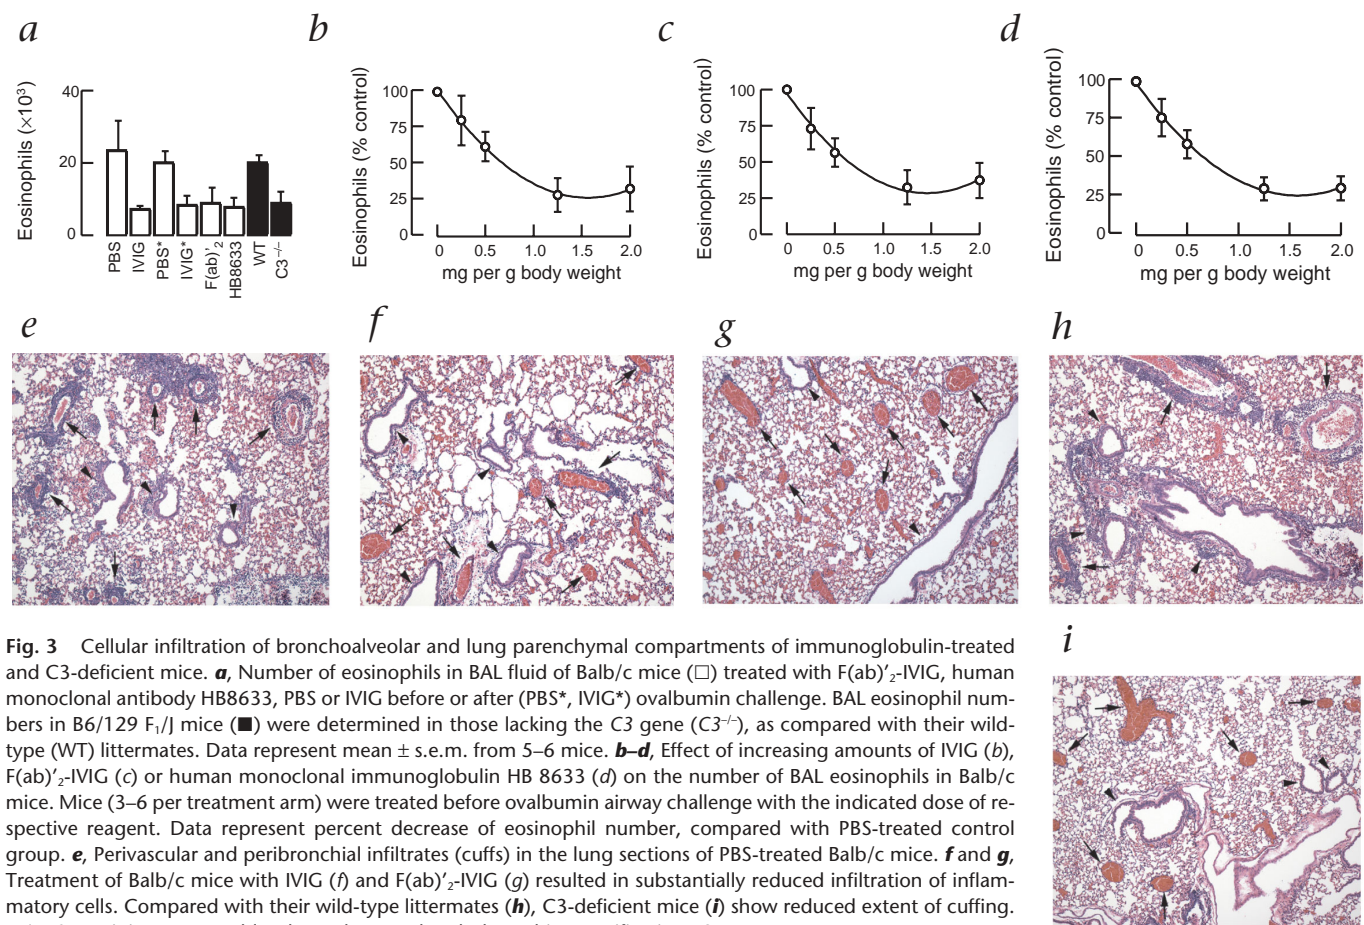 a
b
c
d
Eosinophils (×10³)
40
20
0
PBS
IVIG
PBS*
IVIG*
F(ab)′₂
HB8633
WT
C3⁻/⁻
Eosinophils (% control)
100
75
50
25
0
0 0.5 1.0 1.5 2.0
mg per g body weight
Eosinophils (% control)
100
75
50
25
0
0 0.5 1.0 1.5 2.0
mg per g body weight
Eosinophils (% control)
100
75
50
25
0
0 0.5 1.0 1.5 2.0
mg per g body weight
e
f
g
h
i
Fig. 3 Cellular infiltration of bronchoalveolar and lung parenchymal compartments of immunoglobulin-treated
and C3-deficient mice. a, Number of eosinophils in BAL fluid of Balb/c mice (□) treated with F(ab)′₂-IVIG, human
monoclonal antibody HB8633, PBS or IVIG before or after (PBS*, IVIG*) ovalbumin challenge. BAL eosinophil num-
bers in B6/129 F₁/J mice (■) were determined in those lacking the C3 gene (C3⁻/⁻), as compared with their wild-
type (WT) littermates. Data represent mean ± s.e.m. from 5–6 mice. b–d, Effect of increasing amounts of IVIG (b),
F(ab)′₂-IVIG (c) or human monoclonal immunoglobulin HB 8633 (d) on the number of BAL eosinophils in Balb/c
mice. Mice (3–6 per treatment arm) were treated before ovalbumin airway challenge with the indicated dose of re-
spective reagent. Data represent percent decrease of eosinophil number, compared with PBS-treated control
group. e, Perivascular and peribronchial infiltrates (cuffs) in the lung sections of PBS-treated Balb/c mice. f and g,
Treatment of Balb/c mice with IVIG (f) and F(ab)′₂-IVIG (g) resulted in substantially reduced infiltration of inflam-
matory cells. Compared with their wild-type littermates (h), C3-deficient mice (i) show reduced extent of cuffing.